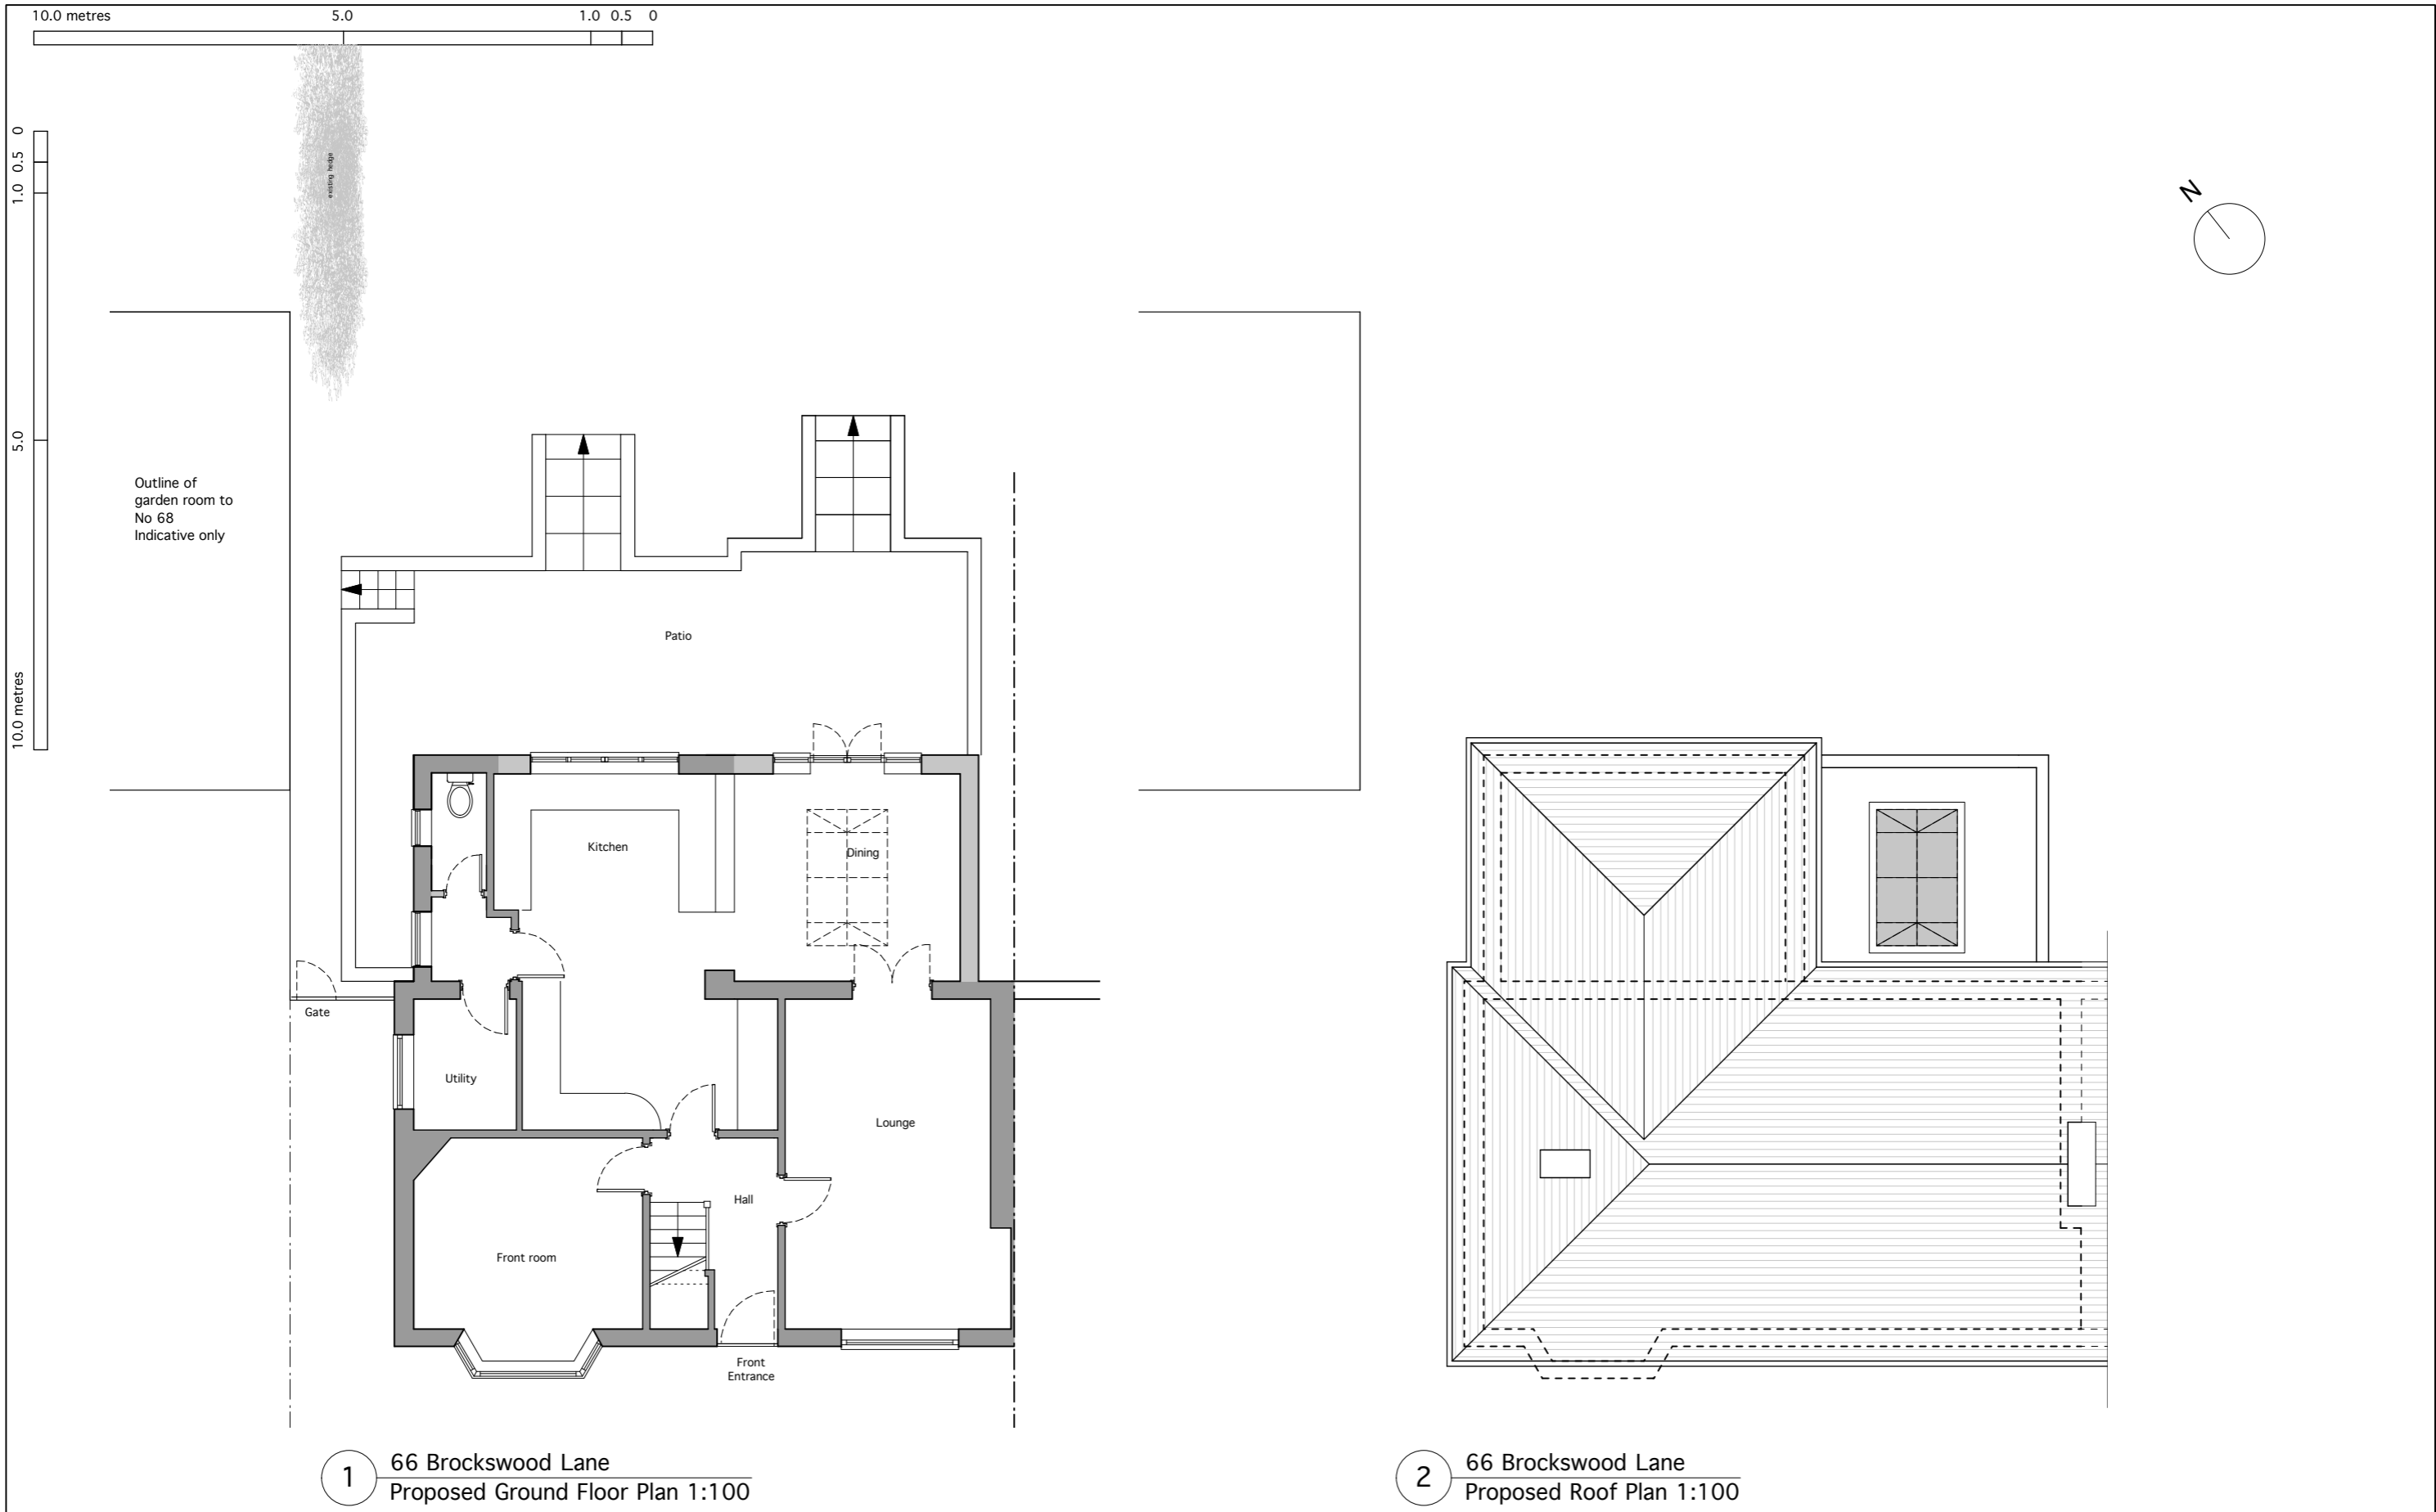 10.0 metres 5.0 1.0 0.5 0
0
0.5
1.0
5.0
10.0 metres
existing hedge
N
Outline of
garden room to
No 68
Indicative only
Patio
Kitchen
Dining
Gate
Utility
Lounge
Hall
Front room
Front
Entrance
1
66 Brockswood Lane
Proposed Ground Floor Plan 1:100
2
66 Brockswood Lane
Proposed Roof Plan 1:100